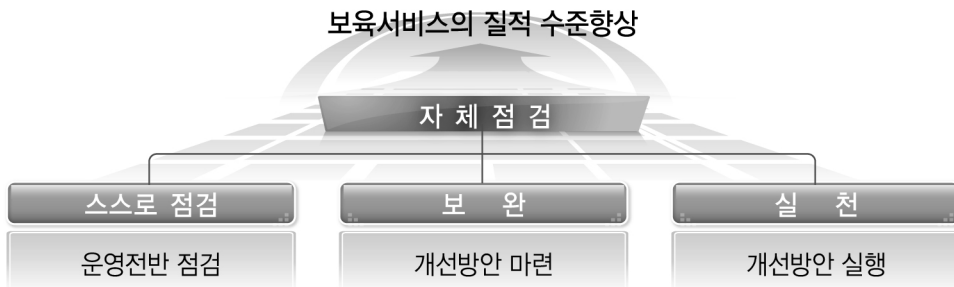 보육서비스의 질적 수준향상
자 체 점 검
스스로 점검
보 완
실 천
운영전반 점검
개선방안 마련
개선방안 실행